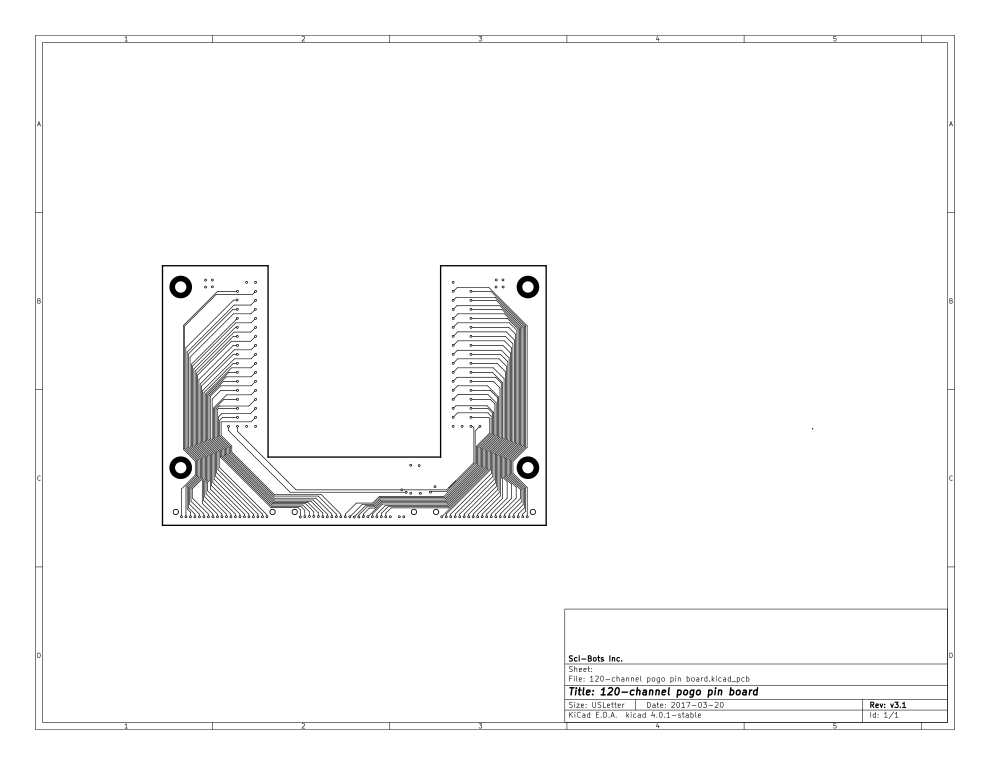 1 2 3 4 5
A A
B B
C C
D D
Sci-Bots Inc.
Sheet:
File: 120-channel pogo pin board.kicad_pcb
Title: 120-channel pogo pin board
Size: USLetter Date: 2017-03-20 Rev: v3.1
KiCad E.D.A. kicad 4.0.1-stable Id: 1/1
1 2 3 4 5